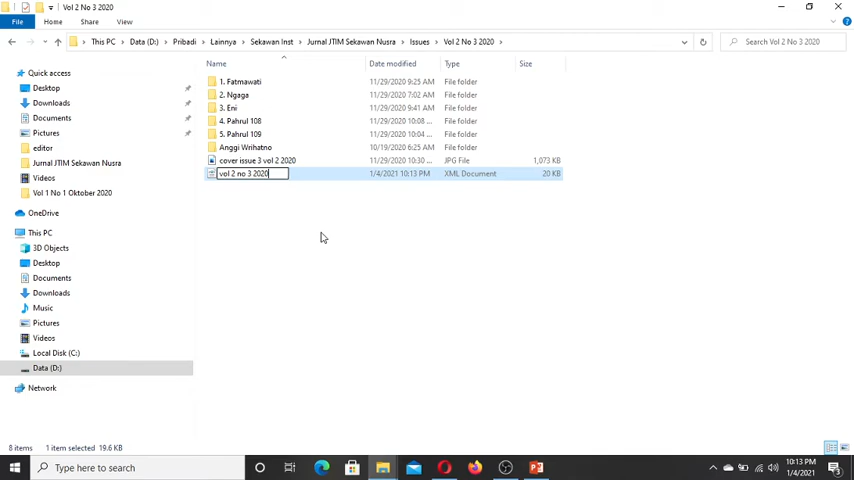 Vol 2 No 3 2020
File Home Share View
This PC Data (D:) Pribadi Lainnya Sekawan Inst Jurnal JTIM Sekawan Nusra Issues Vol 2 No 3 2020 Search Vol 2 No 3 2020
Name Date modified Type Size
Quick access
Desktop
Downloads
Documents
Pictures
editor
Jurnal JTIM Sekawan Nusra
Videos
Vol 1 No 1 Oktober 2020
OneDrive
This PC
3D Objects
Desktop
Documents
Downloads
Music
Pictures
Videos
Local Disk (C:)
Data (D:)
Network
1. Fatmawati 11/29/2020 9:25 AM File folder
2. Ngaga 11/29/2020 7:02 AM File folder
3. Eni 11/29/2020 9:41 AM File folder
4. Pahrul 108 11/29/2020 10:08 ... File folder
5. Pahrul 109 11/29/2020 10:04 ... File folder
Anggi Wrihatno 10/19/2020 6:25 AM File folder
cover issue 3 vol 2 2020 11/29/2020 10:30 ... JPG File 1,073 KB
vol 2 no 3 2020 1/4/2021 10:13 PM XML Document 20 KB
8 items 1 item selected 19.6 KB
Type here to search
10:13 PM
1/4/2021
3